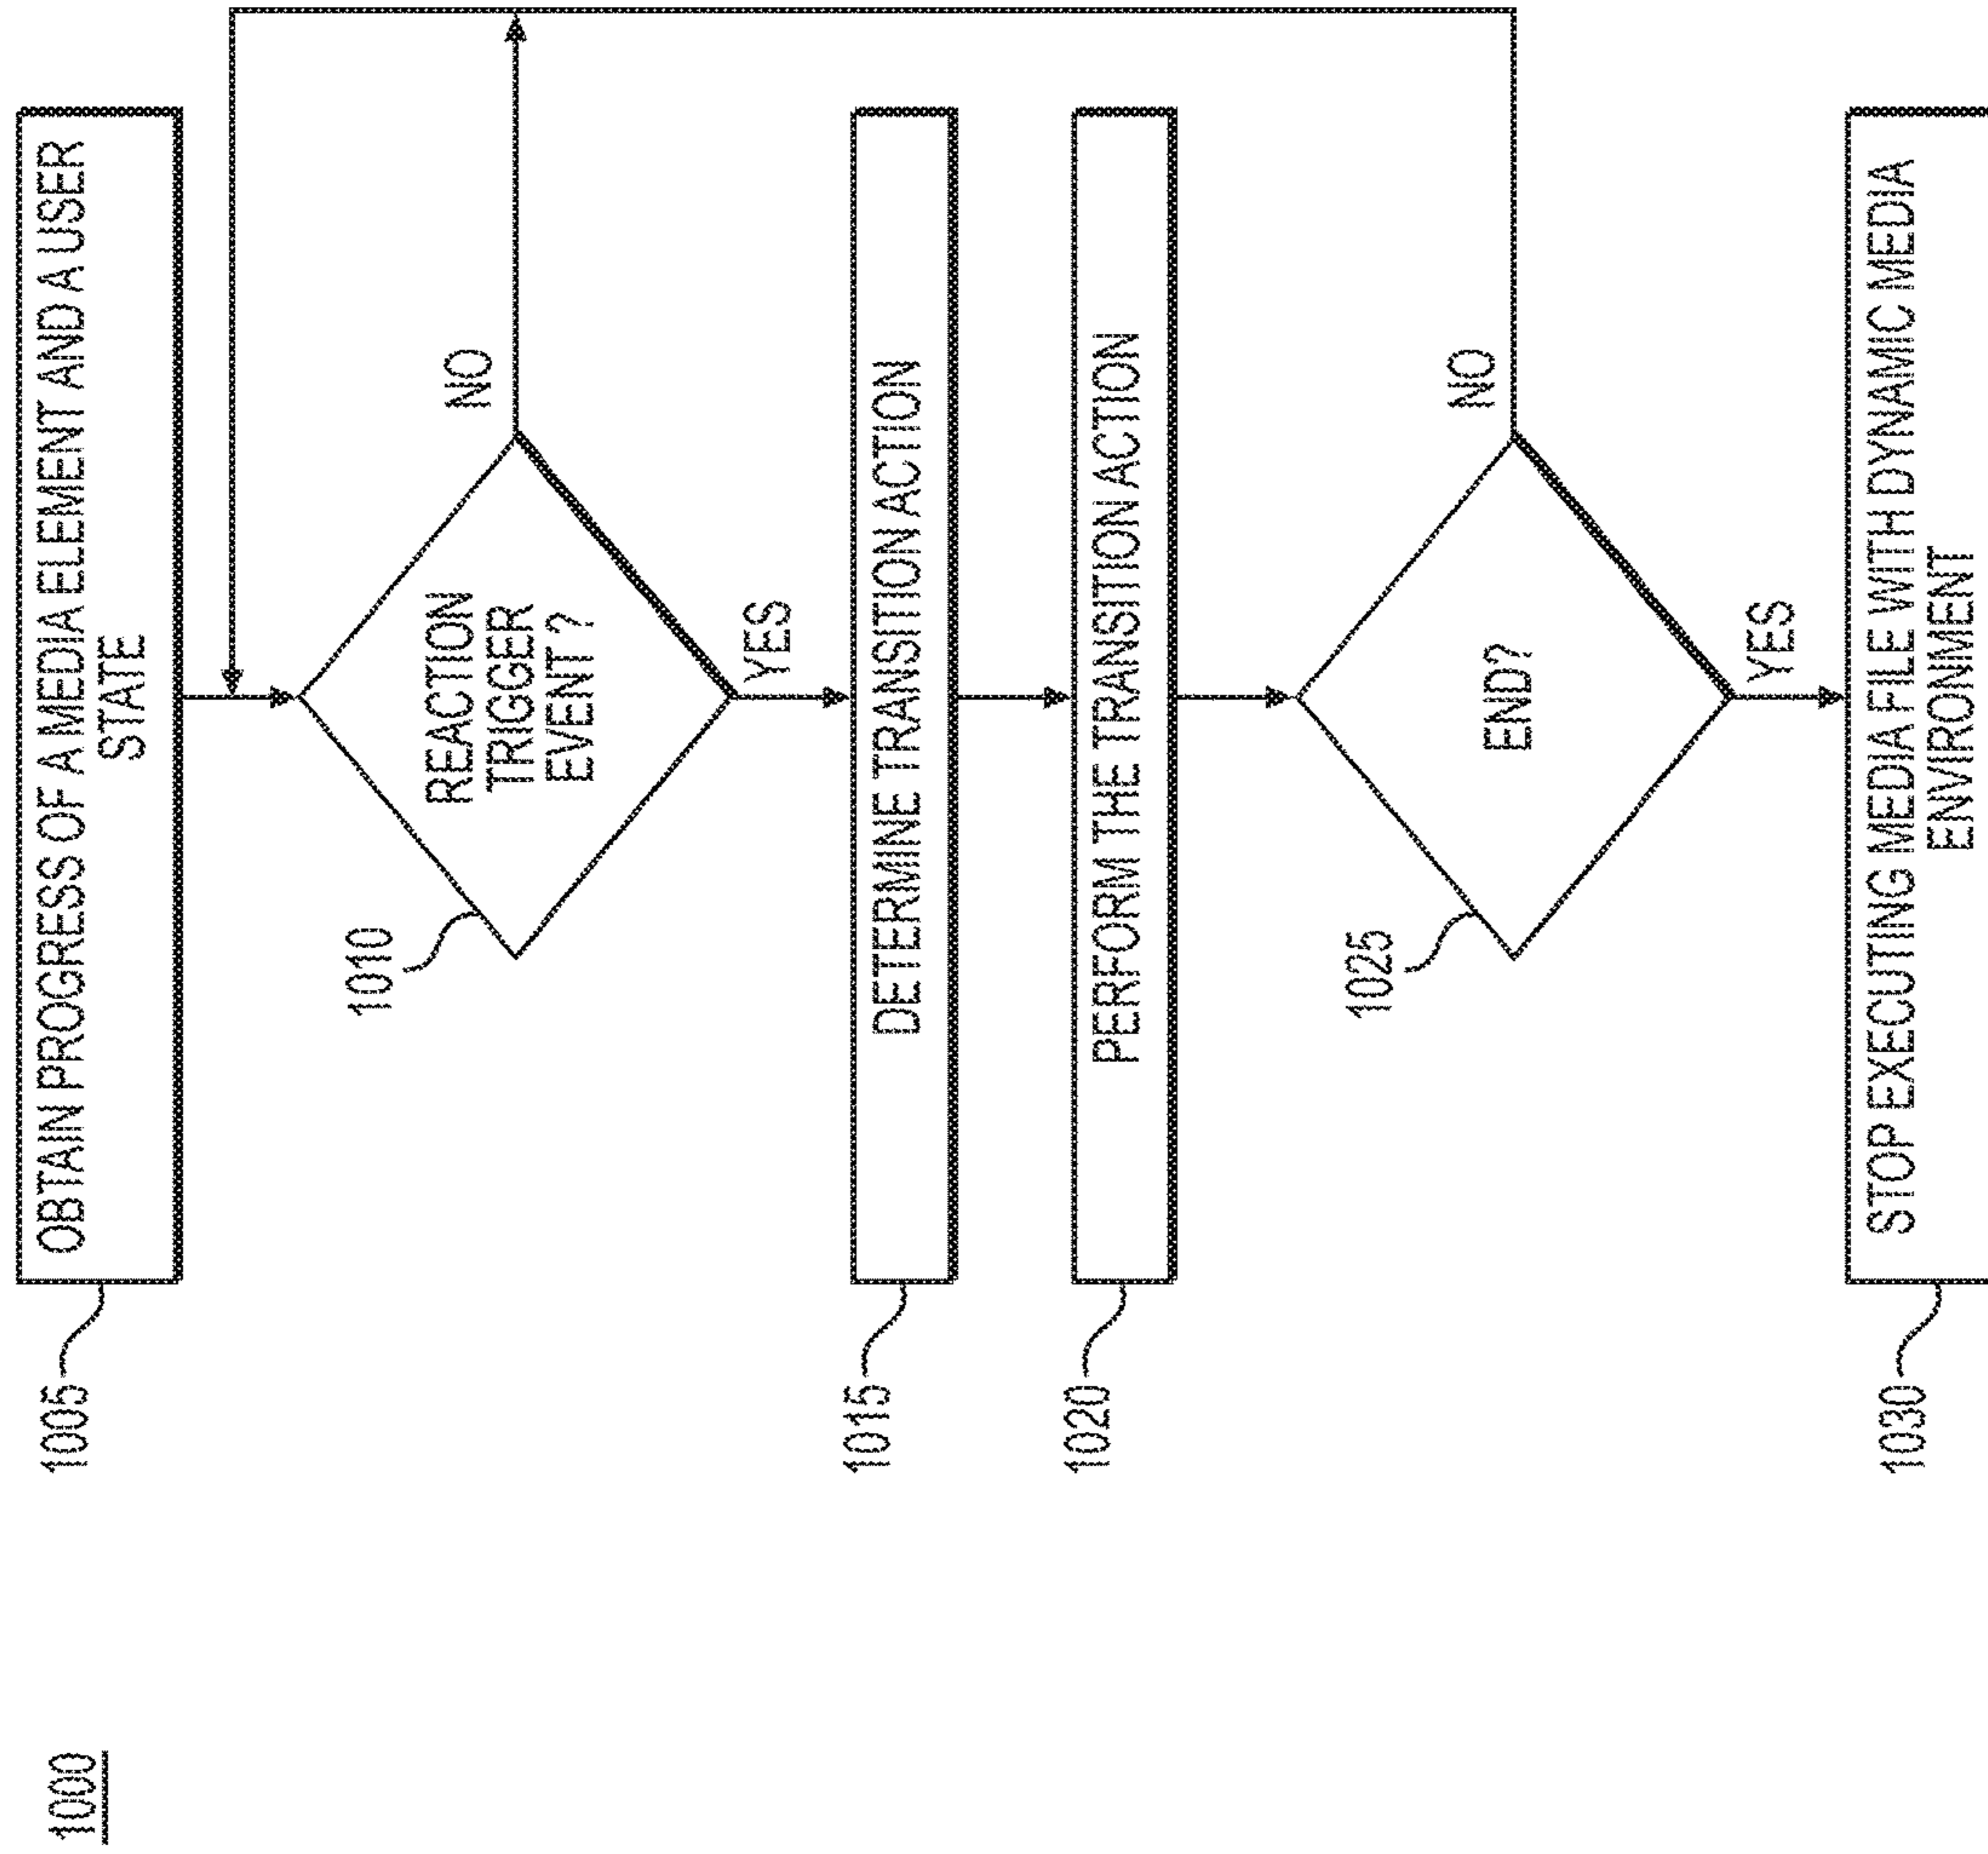 1000
1005
OBTAIN PROGRESS OF A MEDIA ELEMENT AND A USER
STATE
1010
REACTION
TRIGGER
EVENT ?
NO
YES
1015
DETERMINE TRANSITION ACTION
1020
PERFORM THE TRANSITION ACTION
1025
END?
NO
YES
1030
STOP EXECUTING MEDIA FILE WITH DYNAMIC MEDIA
ENVIRONMENT